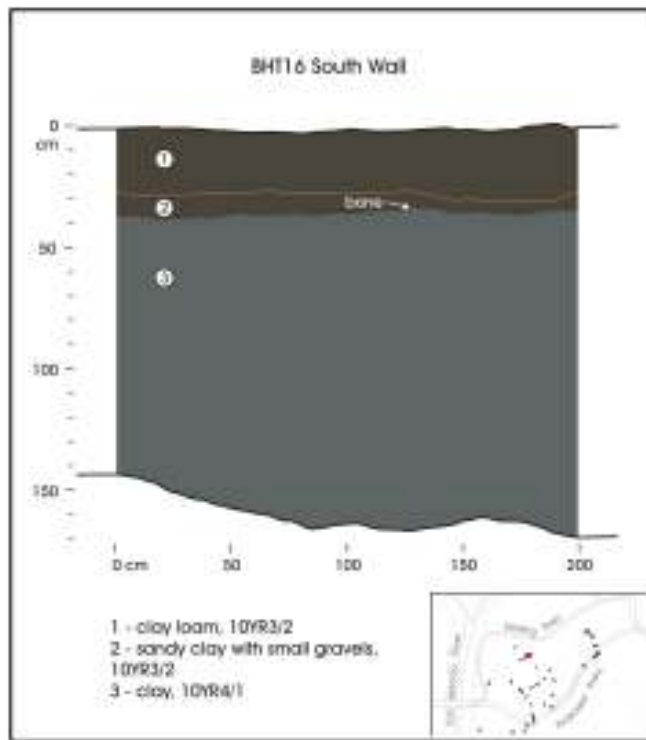 BHT16 South Wall
0
cm
1
2
bone
50
3
100
150
0 cm
50
100
150
200
1 - clay loam, 10YR3/2
2 - sandy clay with small gravels,
10YR3/2
3 - clay, 10YR4/1